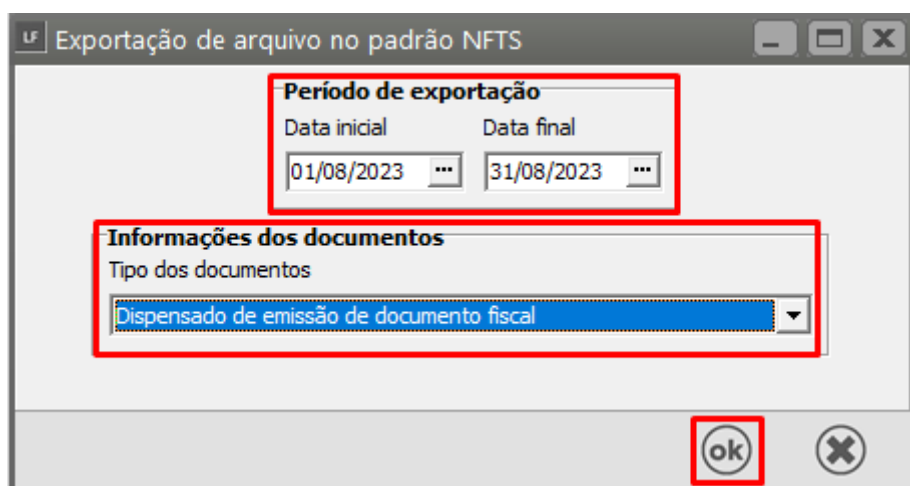 LF Exportação de arquivo no padrão NFTS
Período de exportação
Data inicial Data final
01/08/2023 ... 31/08/2023 ...
Informações dos documentos
Tipo dos documentos
Dispensado de emissão de documento fiscal
ok